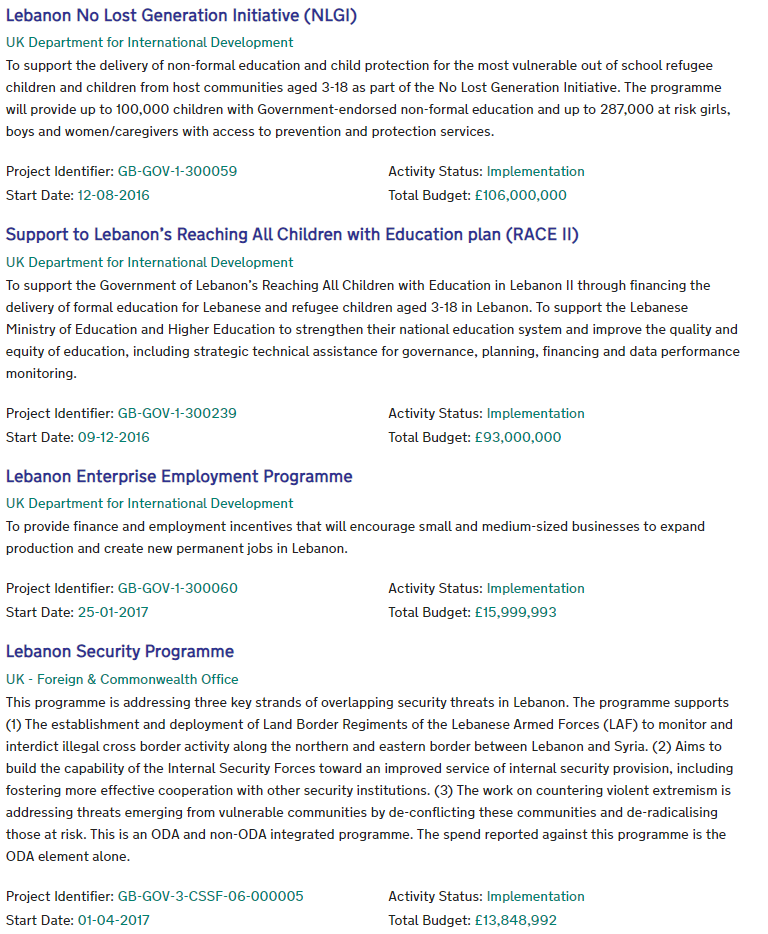 Lebanon No Lost Generation Initiative (NLGI)
UK Department for International Development
To support the delivery of non-formal education and child protection for the most vulnerable out of school refugee
children and children from host communities aged 3-18 as part of the No Lost Generation Initiative. The programme
will provide up to 100,000 children with Government-endorsed non-formal education and up to 287,000 at risk girls,
boys and women/caregivers with access to prevention and protection services.
Project Identifier: GB-GOV-1-300059 Activity Status: Implementation
Start Date: 12-08-2016 Total Budget: £106,000,000
Support to Lebanon’s Reaching All Children with Education plan (RACE II)
UK Department for International Development
To support the Government of Lebanon’s Reaching All Children with Education in Lebanon II through financing the
delivery of formal education for Lebanese and refugee children aged 3-18 in Lebanon. To support the Lebanese
Ministry of Education and Higher Education to strengthen their national education system and improve the quality and
equity of education, including strategic technical assistance for governance, planning, financing and data performance
monitoring.
Project Identifier: GB-GOV-1-300239 Activity Status: Implementation
Start Date: 09-12-2016 Total Budget: £93,000,000
Lebanon Enterprise Employment Programme
UK Department for International Development
To provide finance and employment incentives that will encourage small and medium-sized businesses to expand
production and create new permanent jobs in Lebanon.
Project Identifier: GB-GOV-1-300060 Activity Status: Implementation
Start Date: 25-01-2017 Total Budget: £15,999,993
Lebanon Security Programme
UK - Foreign & Commonwealth Office
This programme is addressing three key strands of overlapping security threats in Lebanon. The programme supports
(1) The establishment and deployment of Land Border Regiments of the Lebanese Armed Forces (LAF) to monitor and
interdict illegal cross border activity along the northern and eastern border between Lebanon and Syria. (2) Aims to
build the capability of the Internal Security Forces toward an improved service of internal security provision, including
fostering more effective cooperation with other security institutions. (3) The work on countering violent extremism is
addressing threats emerging from vulnerable communities by de-conflicting these communities and de-radicalising
those at risk. This is an ODA and non-ODA integrated programme. The spend reported against this programme is the
ODA element alone.
Project Identifier: GB-GOV-3-CSSF-06-000005 Activity Status: Implementation
Start Date: 01-04-2017 Total Budget: £13,848,992